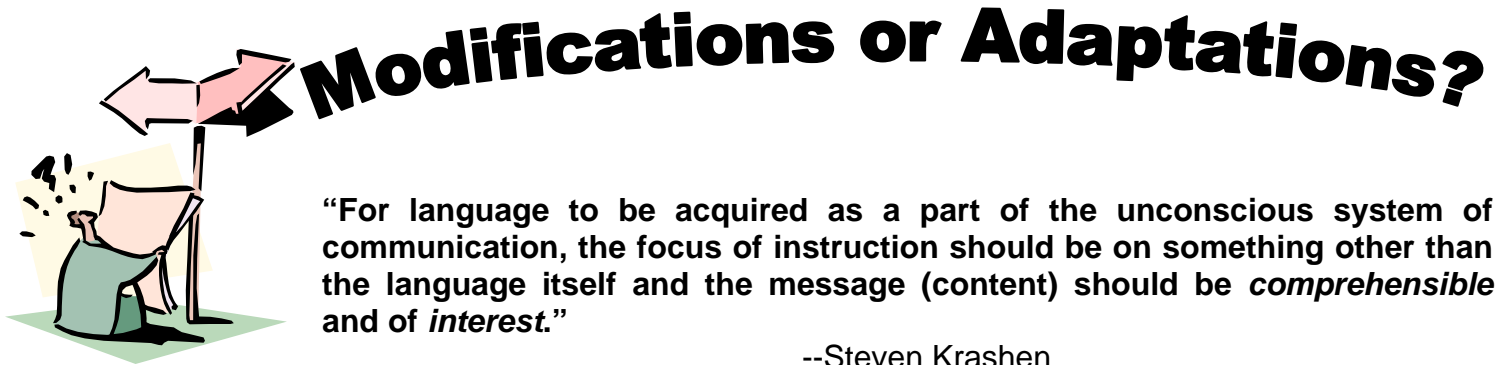 Modifications or Adaptations?
“For language to be acquired as a part of the unconscious system of
communication, the focus of instruction should be on something other than
the language itself and the message (content) should be comprehensible
and of interest.”
--Steven Krashen